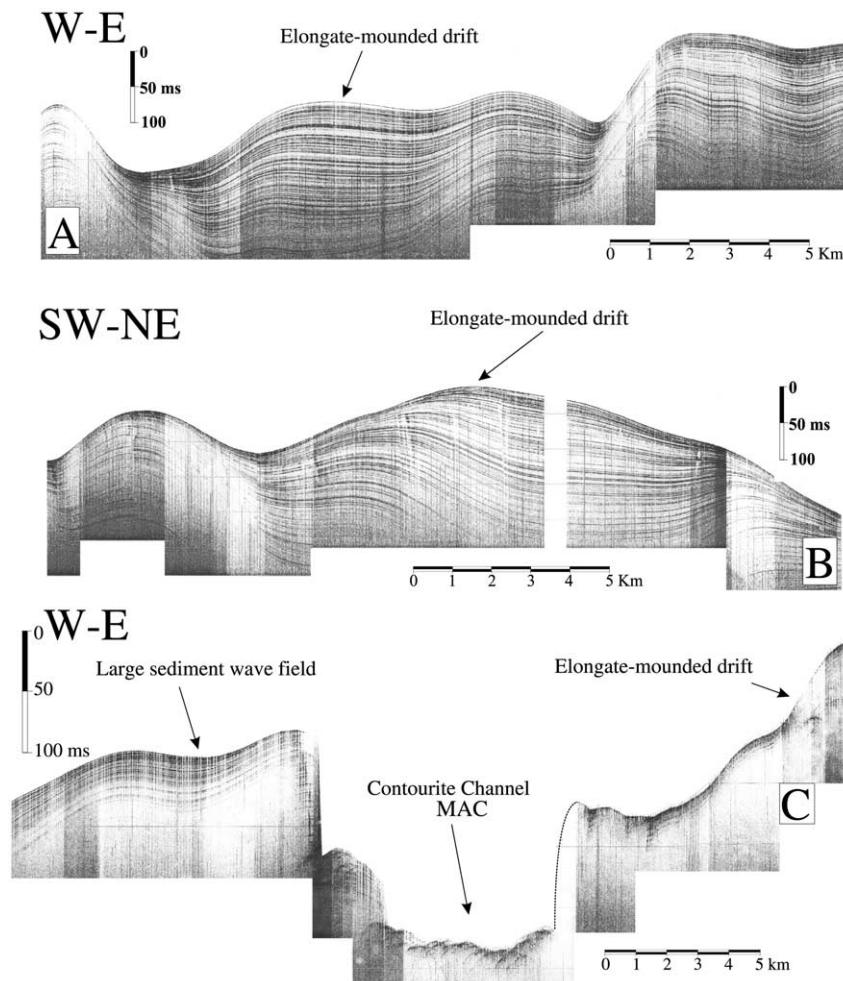 W-E
0
50 ms
100
Elongate-mounded drift
A
0 1 2 3 4 5 Km
SW-NE
Elongate-mounded drift
0
50 ms
100
0 1 2 3 4 5 Km
B
W-E
0
50
100 ms
Large sediment wave field
Elongate-mounded drift
Contourite Channel
MAC
C
0 1 2 3 4 5 km